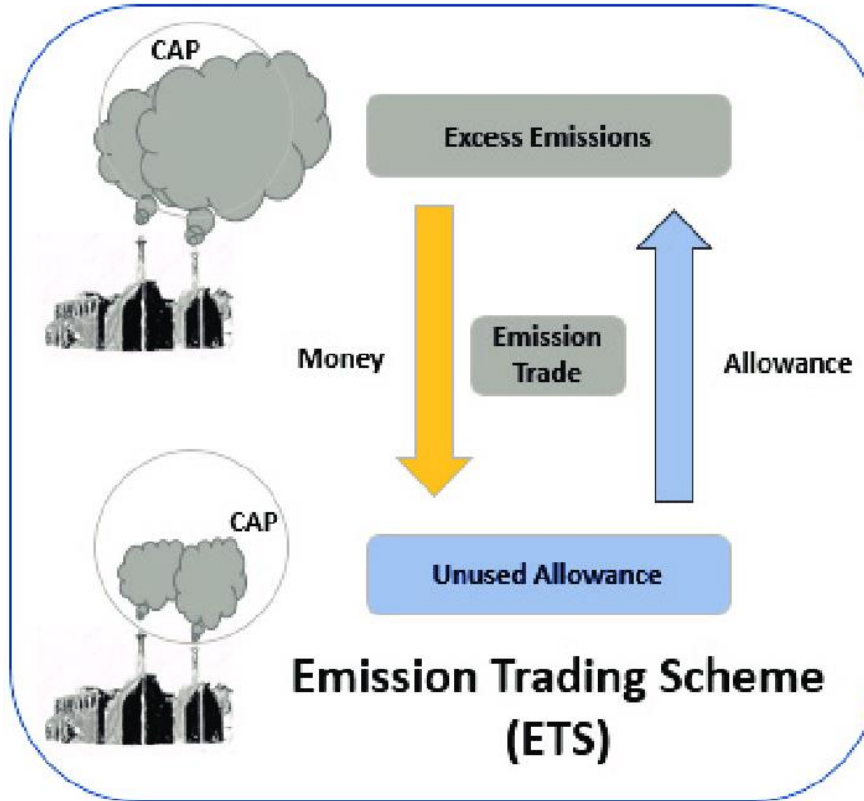 CAP
Excess Emissions
Money
Emission
Trade
Allowance
CAP
Unused Allowance
Emission Trading Scheme
(ETS)